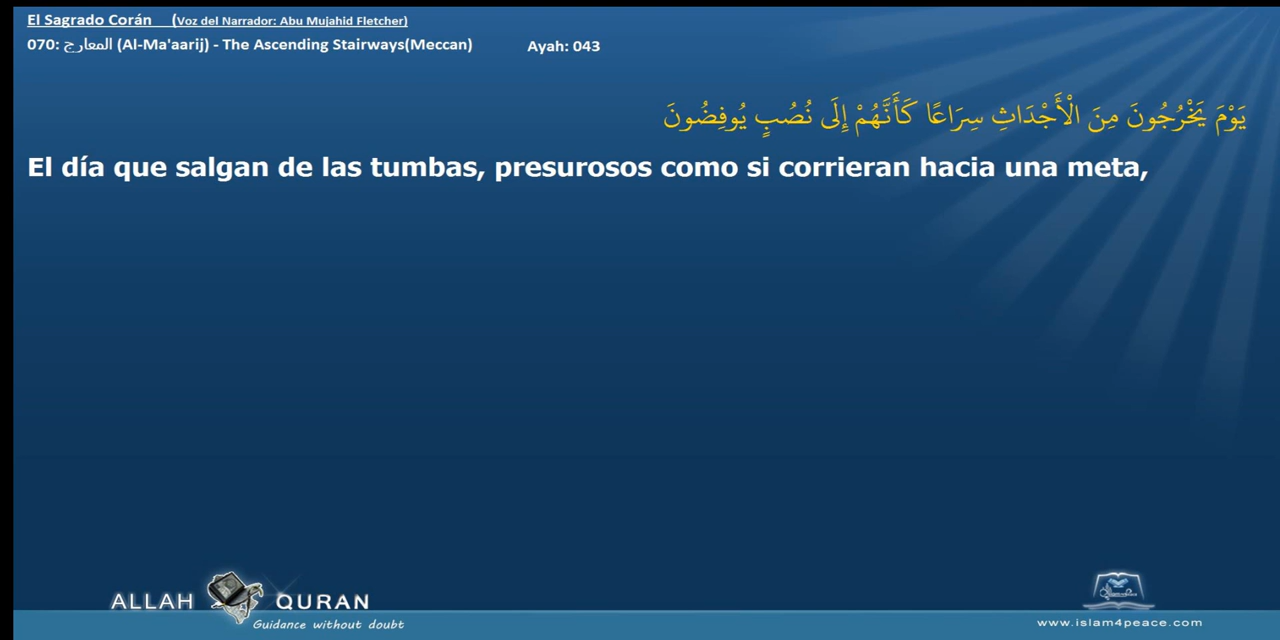 El Sagrado Corán (Voz del Narrador: Abu Mujahid Fletcher)
070: المعارج (Al-Ma'aarij) - The Ascending Stairways(Meccan) Ayah: 043
يَوْمَ يَخْرُجُونَ مِنَ الْأَجْدَاثِ سِرَاعًا كَأَنَّهُمْ إِلَى نُصُبٍ يُوفِضُونَ
El día que salgan de las tumbas, presurosos como si corrieran hacia una meta,
ALLAH QURAN
Guidance without doubt
www.islam4peace.com